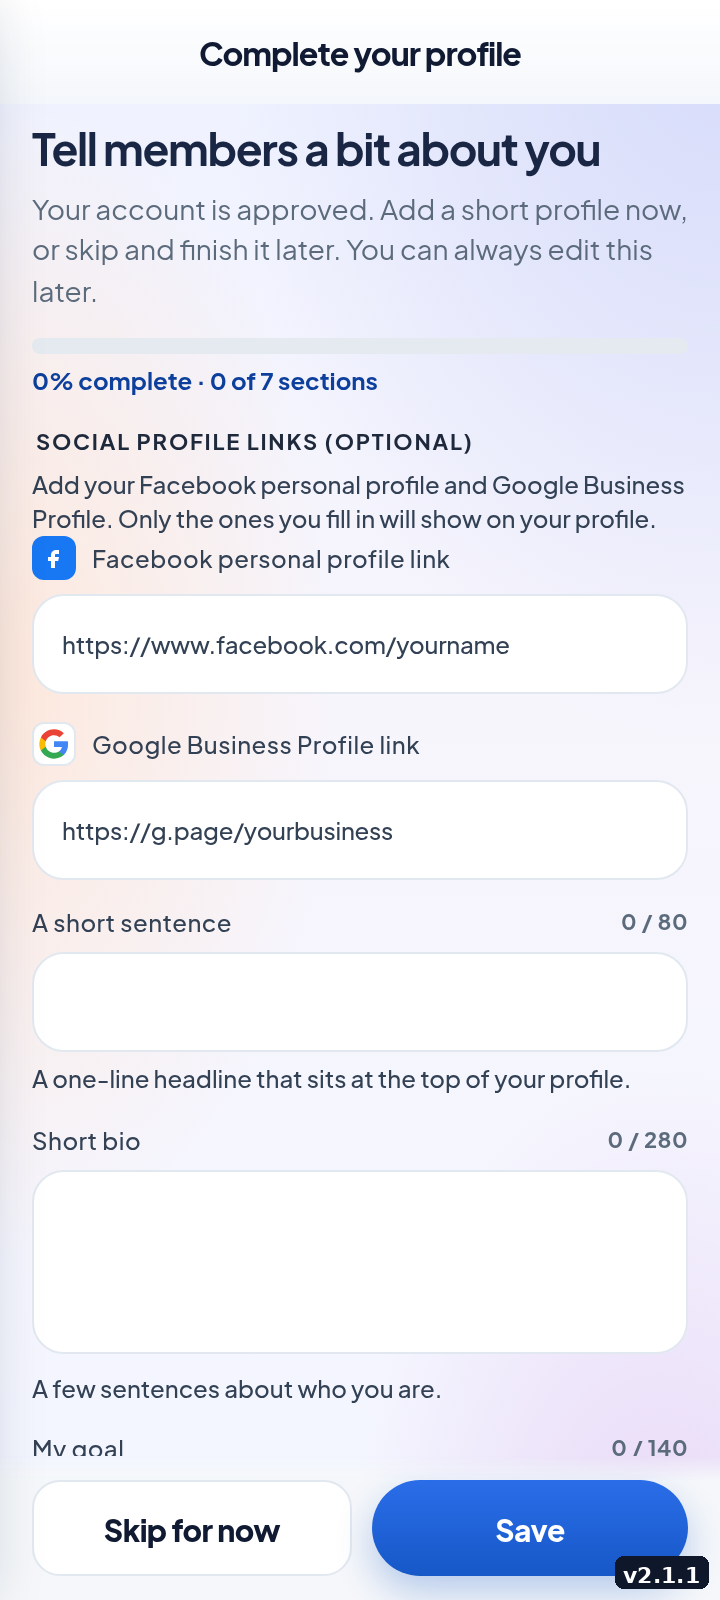 Complete your profile
Tell members a bit about you
Your account is approved. Add a short profile now,
or skip and finish it later. You can always edit this
later.
0% complete · 0 of 7 sections
SOCIAL PROFILE LINKS (OPTIONAL)
Add your Facebook personal profile and Google Business
Profile. Only the ones you fill in will show on your profile.
Facebook personal profile link
https://www.facebook.com/yourname
Google Business Profile link
https://g.page/yourbusiness
A short sentence 0 / 80
A one-line headline that sits at the top of your profile.
Short bio 0 / 280
A few sentences about who you are.
My goal 0 / 140
Skip for now Save
v2.1.1